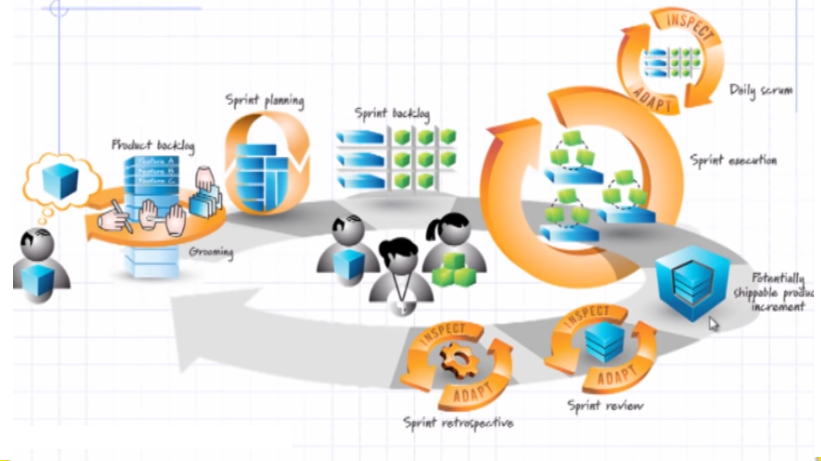 INSPECT
ADAPT
Daily scrum
Sprint planning
Sprint backlog
Product backlog
Feature A
Feature B
Feature C
Sprint execution
Grooming
Potentially
shippable produc
increment
INSPECT
ADAPT
Sprint retrospective
INSPECT
ADAPT
Sprint review